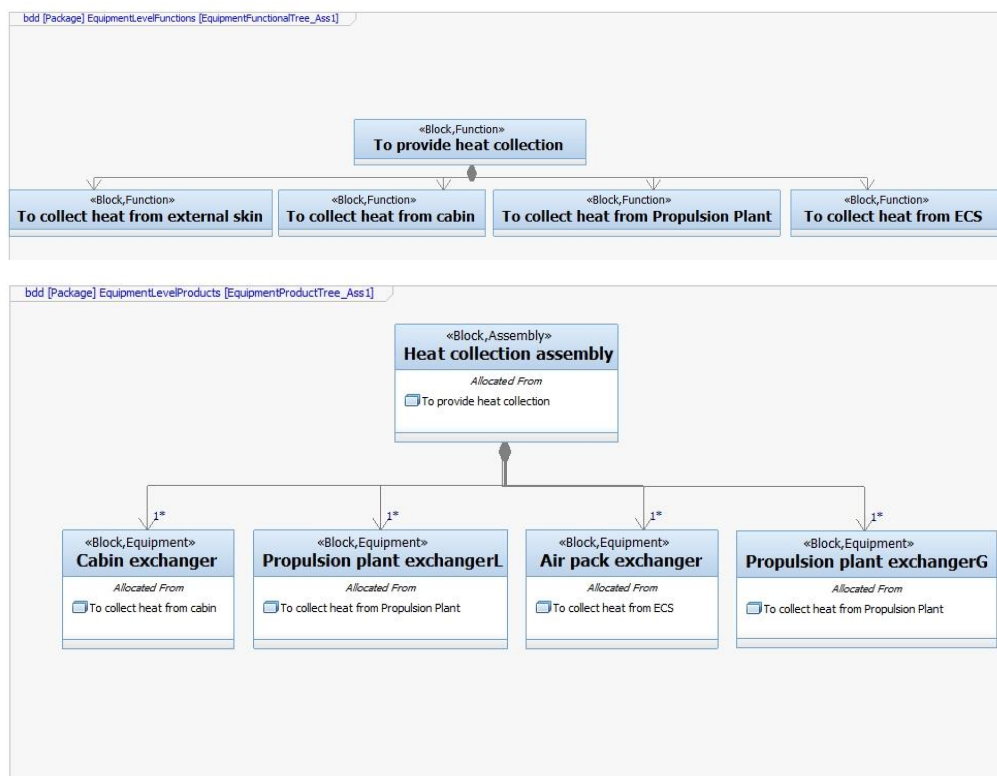 bdd [Package] EquipmentLevelFunctions [EquipmentFunctionalTree_Ass1]
«Block,Function»
To provide heat collection
«Block,Function»
To collect heat from external skin
«Block,Function»
To collect heat from cabin
«Block,Function»
To collect heat from Propulsion Plant
«Block,Function»
To collect heat from ECS
bdd [Package] EquipmentLevelProducts [EquipmentProductTree_Ass1]
«Block,Assembly»
Heat collection assembly
Allocated From
To provide heat collection
1*
1*
1*
1*
«Block,Equipment»
Cabin exchanger
Allocated From
To collect heat from cabin
«Block,Equipment»
Propulsion plant exchangerL
Allocated From
To collect heat from Propulsion Plant
«Block,Equipment»
Air pack exchanger
Allocated From
To collect heat from ECS
«Block,Equipment»
Propulsion plant exchangerG
Allocated From
To collect heat from Propulsion Plant